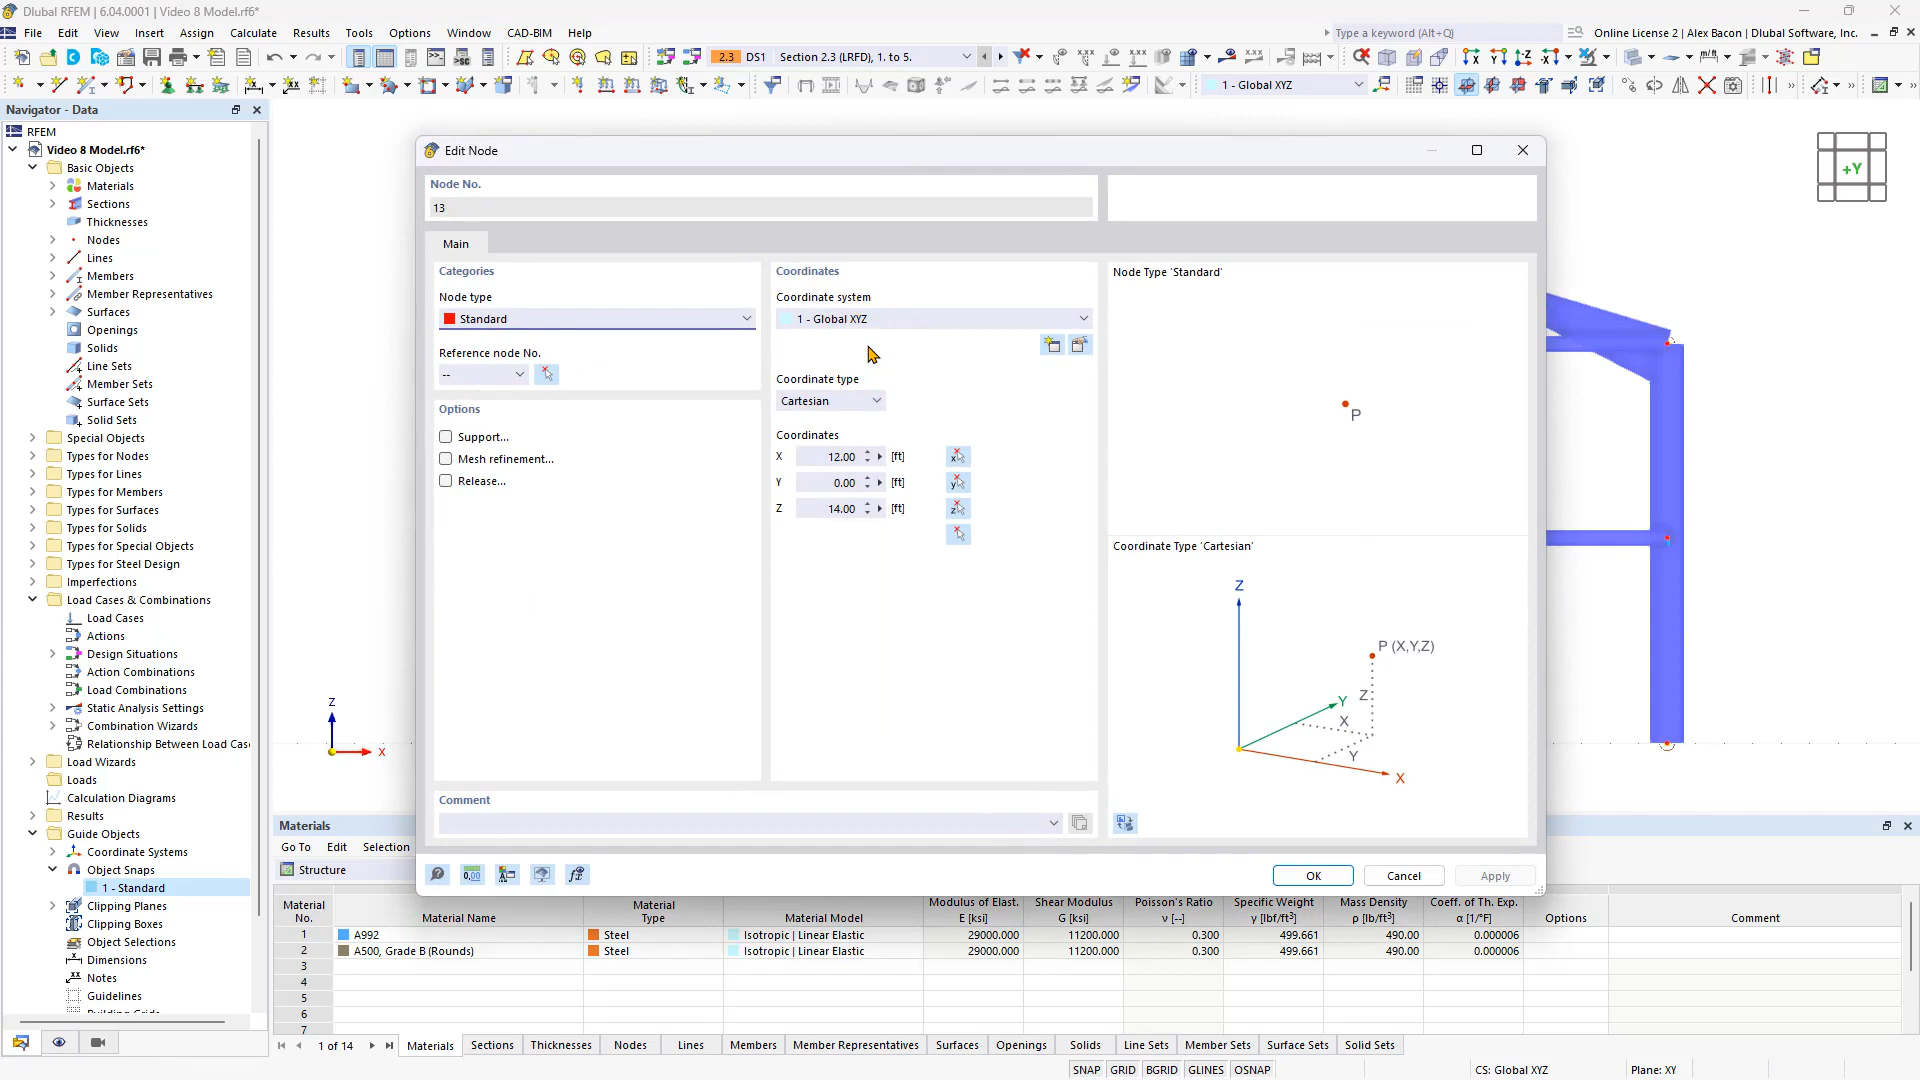 Dlubal RFEM | 6.04.0001 | Video 8 Model.rf6*
File Edit View Insert Assign Calculate Results Tools Options Window CAD-BIM Help
Type a keyword (Alt+Q)
Online License 2 | Alex Bacon | Dlubal Software, Inc.
2.3 DS1 Section 2.3 (LRFD), 1. to 5.
1 - Global XYZ
Navigator - Data
RFEM
Video 8 Model.rf6*
Basic Objects
Materials
Sections
Thicknesses
Nodes
Lines
Members
Member Representatives
Surfaces
Openings
Solids
Line Sets
Member Sets
Surface Sets
Solid Sets
Special Objects
Types for Nodes
Types for Lines
Types for Members
Types for Surfaces
Types for Solids
Types for Special Objects
Types for Steel Design
Imperfections
Load Cases & Combinations
Load Cases
Actions
Design Situations
Action Combinations
Load Combinations
Static Analysis Settings
Combination Wizards
Relationship Between Load Cas
Load Wizards
Loads
Calculation Diagrams
Results
Guide Objects
Coordinate Systems
Object Snaps
1 - Standard
Clipping Planes
Clipping Boxes
Object Selections
Dimensions
Notes
Guidelines
Z
X
+Y
Edit Node
Node No.
13
Main
Categories
Node type
Standard
Reference node No.
--
Options
Support...
Mesh refinement...
Release...
Coordinates
Coordinate system
1 - Global XYZ
Coordinate type
Cartesian
Coordinates
X 12.00 [ft]
Y 0.00 [ft]
Z 14.00 [ft]
Node Type 'Standard'
P
Coordinate Type 'Cartesian'
Z
P (X,Y,Z)
Y Z
X
Y
X
Comment
OK Cancel Apply
Materials
Go To Edit Selection
Structure
Material No. Material Name Material Type Material Model Modulus of Elast. E [ksi] Shear Modulus G [ksi] Poisson's Ratio ν [--] Specific Weight γ [lbf/ft³] Mass Density ρ [lb/ft³] Coeff. of Th. Exp. α [1/°F] Options Comment
1 A992 Steel Isotropic | Linear Elastic 29000.000 11200.000 0.300 499.661 490.00 0.000006
2 A500, Grade B (Rounds) Steel Isotropic | Linear Elastic 29000.000 11200.000 0.300 499.661 490.00 0.000006
3
4
5
6
7
1 of 14 Materials Sections Thicknesses Nodes Lines Members Member Representatives Surfaces Openings Solids Line Sets Member Sets Surface Sets Solid Sets
SNAP GRID BGRID GLINES OSNAP CS: Global XYZ Plane: XY